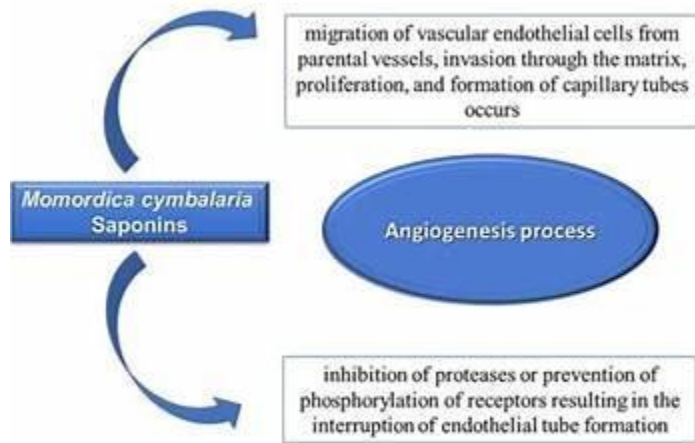 migration of vascular endothelial cells from
parental vessels, invasion through the matrix,
proliferation, and formation of capillary tubes
occurs
Momordica cymbalaria
Saponins
Angiogenesis process
inhibition of proteases or prevention of
phosphorylation of receptors resulting in the
interruption of endothelial tube formation